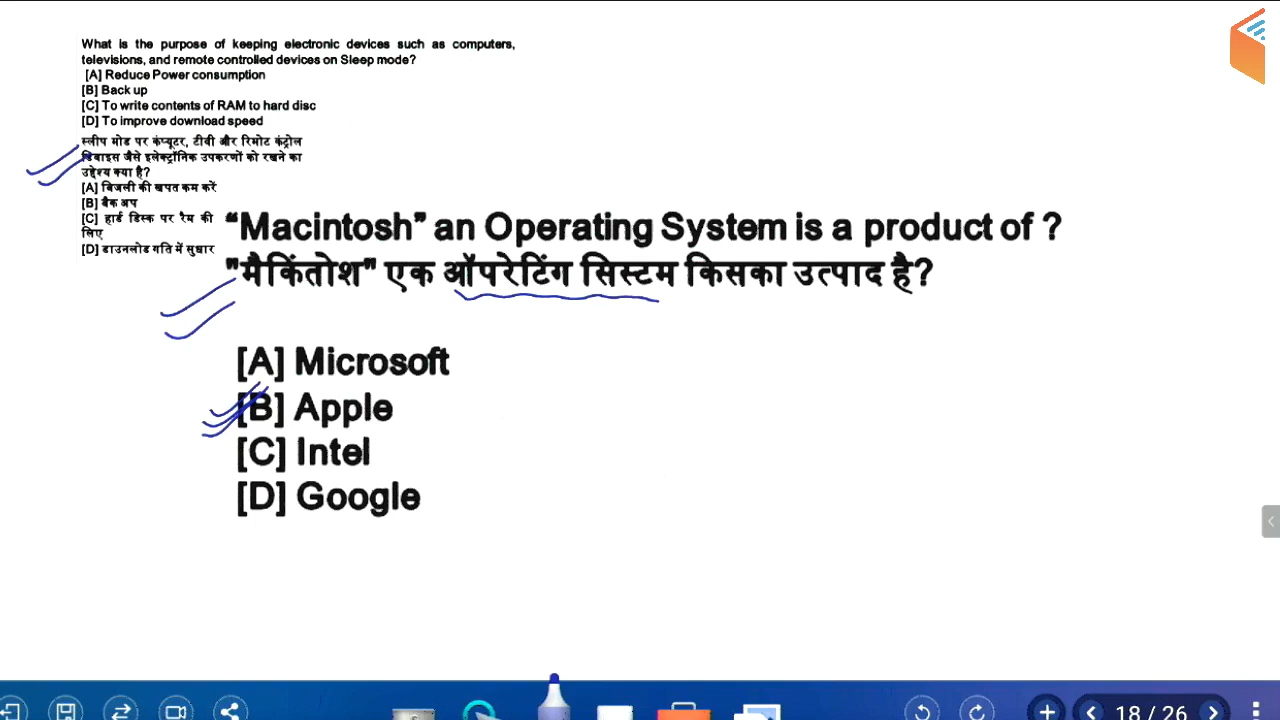 What is the purpose of keeping electronic devices such as computers,
televisions, and remote controlled devices on Sleep mode?
[A] Reduce Power consumption
[B] Back up
[C] To write contents of RAM to hard disc
[D] To improve download speed
स्लीप मोड पर कंप्यूटर, टीवी और रिमोट कंट्रोल
डिवाइस जैसे इलेक्ट्रॉनिक उपकरणों को रखने का
उद्देश्य क्या है?
[A] बिजली की खपत कम करें
[B] बैक अप
[C] हार्ड डिस्क पर रैम की
लिए
[D] डाउनलोड गति में सुधार
“Macintosh” an Operating System is a product of ?
"मैकिंतोश" एक ऑपरेटिंग सिस्टम किसका उत्पाद है?
[A] Microsoft
[B] Apple
[C] Intel
[D] Google
18 / 26